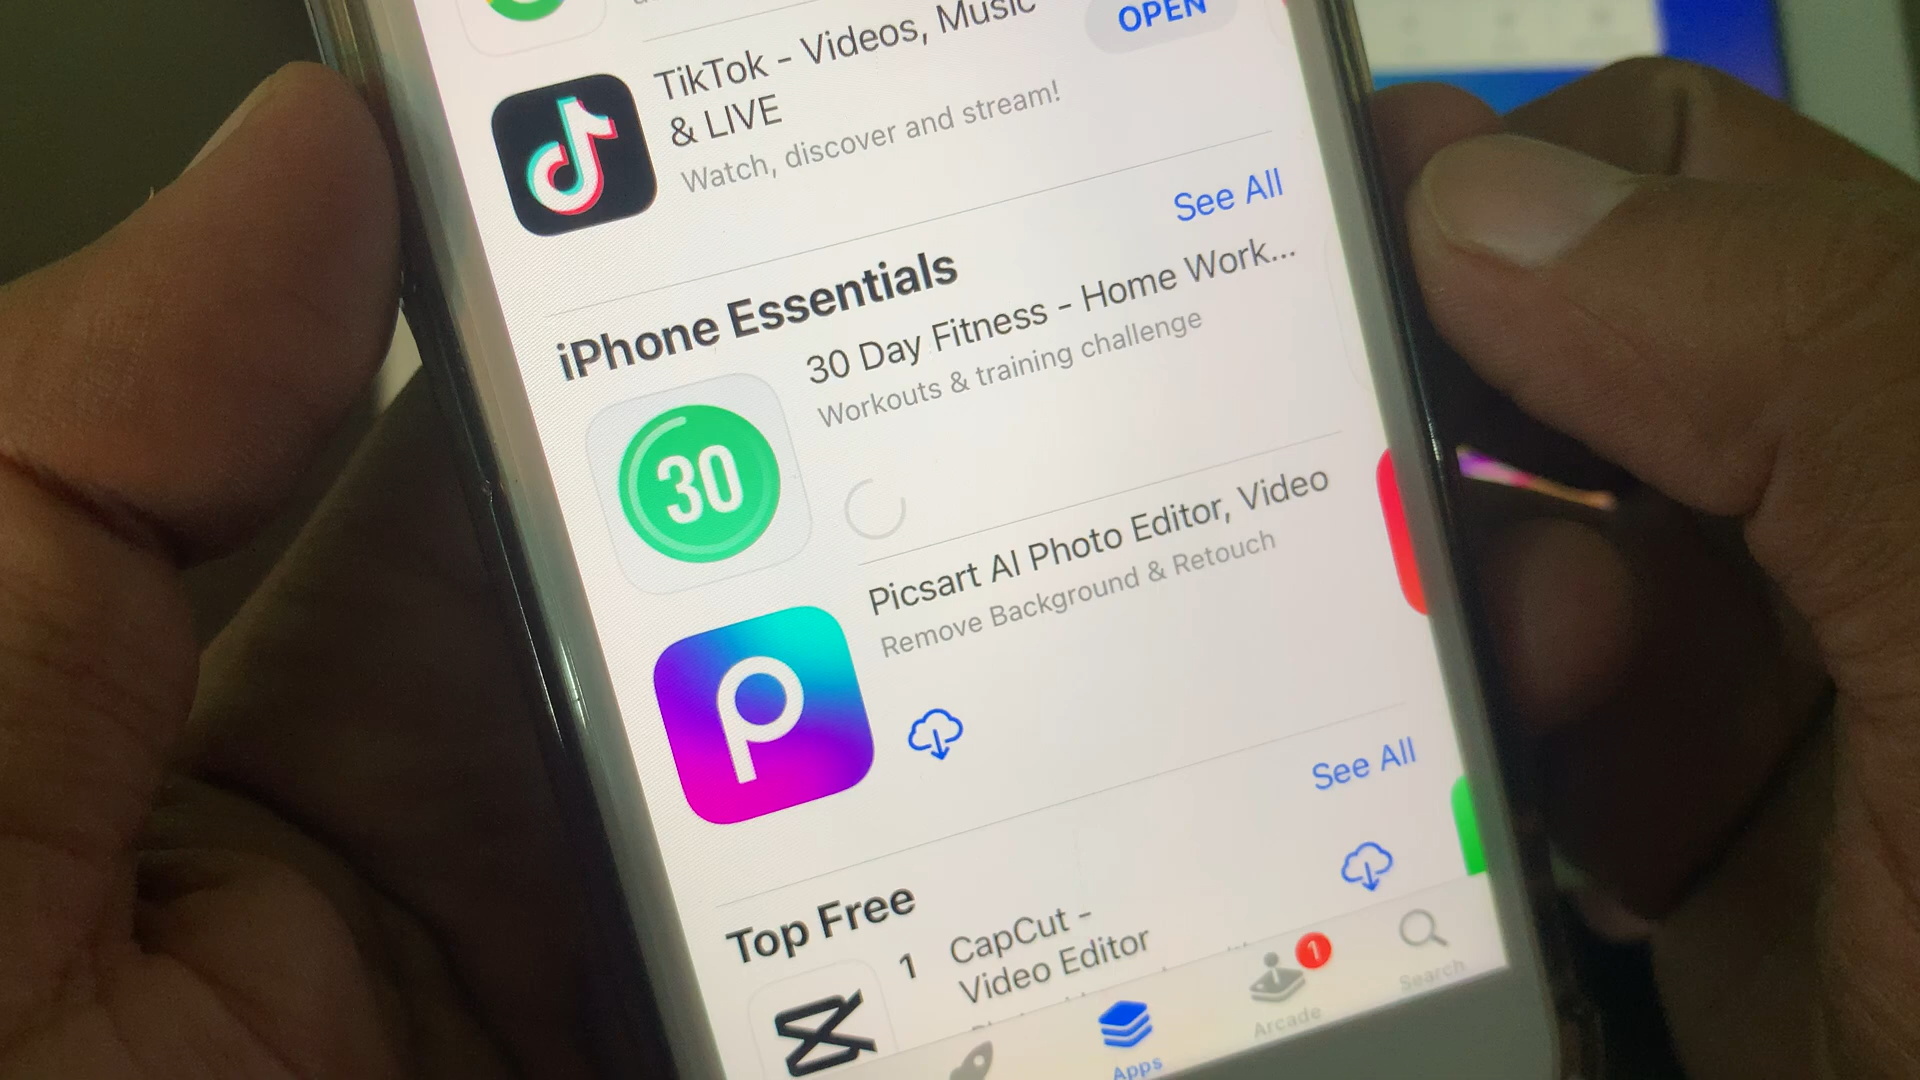 TikTok - Videos, Music
& LIVE
Watch, discover and stream!
OPEN
iPhone Essentials
See All
30 Day Fitness - Home Work...
Workouts & training challenge
30
Picsart AI Photo Editor, Video
Remove Background & Retouch
Top Free
See All
1
CapCut -
Video Editor
Apps
Arcade
1
Search